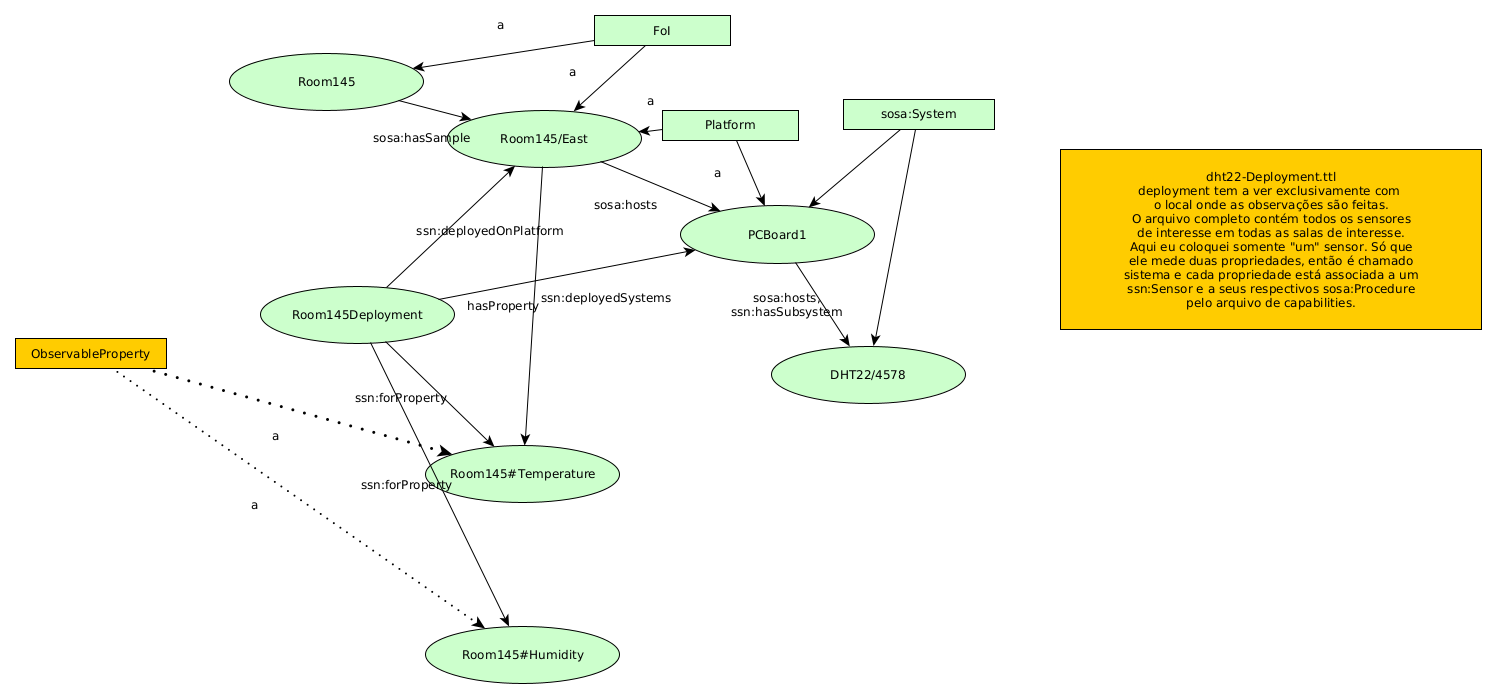 a
FoI
a
Room145
a
Platform
sosa:System
sosa:hasSample
Room145/East
a
sosa:hosts
ssn:deployedOnPlatform
PCBoard1
hasProperty
ssn:deployedSystems
sosa:hosts,
ssn:hasSubsystem
Room145Deployment
ObservableProperty
DHT22/4578
ssn:forProperty
a
Room145#Temperature
ssn:forProperty
a
Room145#Humidity
dht22-Deployment.ttl
deployment tem a ver exclusivamente com
o local onde as observações são feitas.
O arquivo completo contém todos os sensores
de interesse em todas as salas de interesse.
Aqui eu coloquei somente "um" sensor. Só que
ele mede duas propriedades, então é chamado
sistema e cada propriedade está associada a um
ssn:Sensor e a seus respectivos sosa:Procedure
pelo arquivo de capabilities.